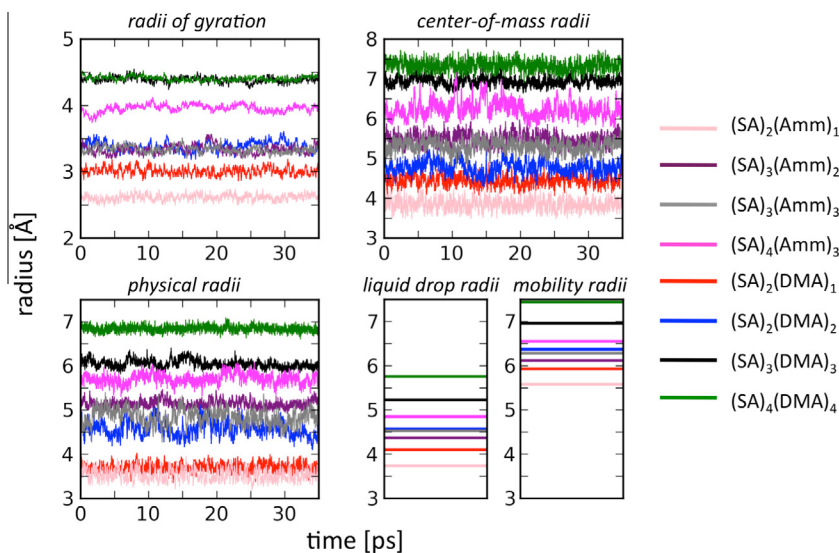 radii of gyration
center-of-mass radii
5
4
3
2
0
10
20
30
8
7
6
5
4
3
0
10
20
30
radius [Å]
physical radii
liquid drop radii
mobility radii
7
6
5
4
3
0
10
20
30
7
6
5
4
3
7
6
5
4
3
time [ps]
(SA)₂(Amm)₁
(SA)₃(Amm)₂
(SA)₃(Amm)₃
(SA)₄(Amm)₃
(SA)₂(DMA)₁
(SA)₂(DMA)₂
(SA)₃(DMA)₃
(SA)₄(DMA)₄